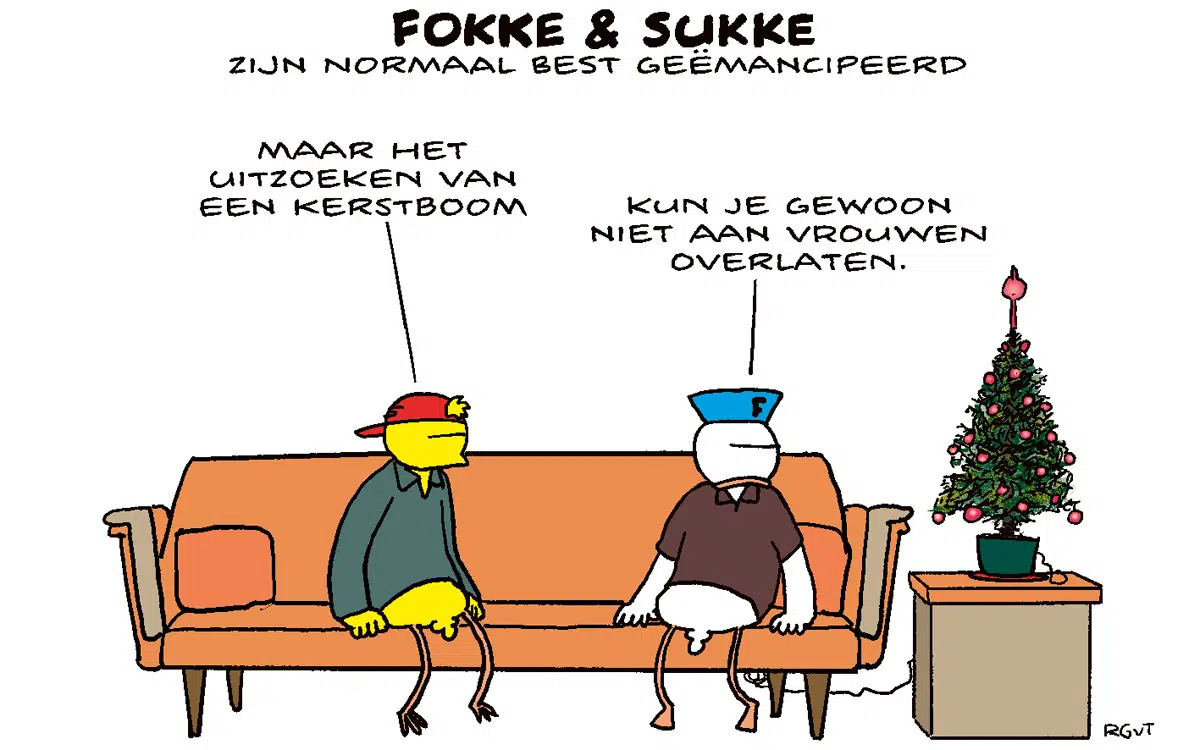 FOKKE & SUKKE
ZIJN NORMAAL BEST GEËMANCIPEERD
MAAR HET
UITZOEKEN VAN
EEN KERSTBOOM
KUN JE GEWOON
NIET AAN VROUWEN
OVERLATEN.
F
RGvT